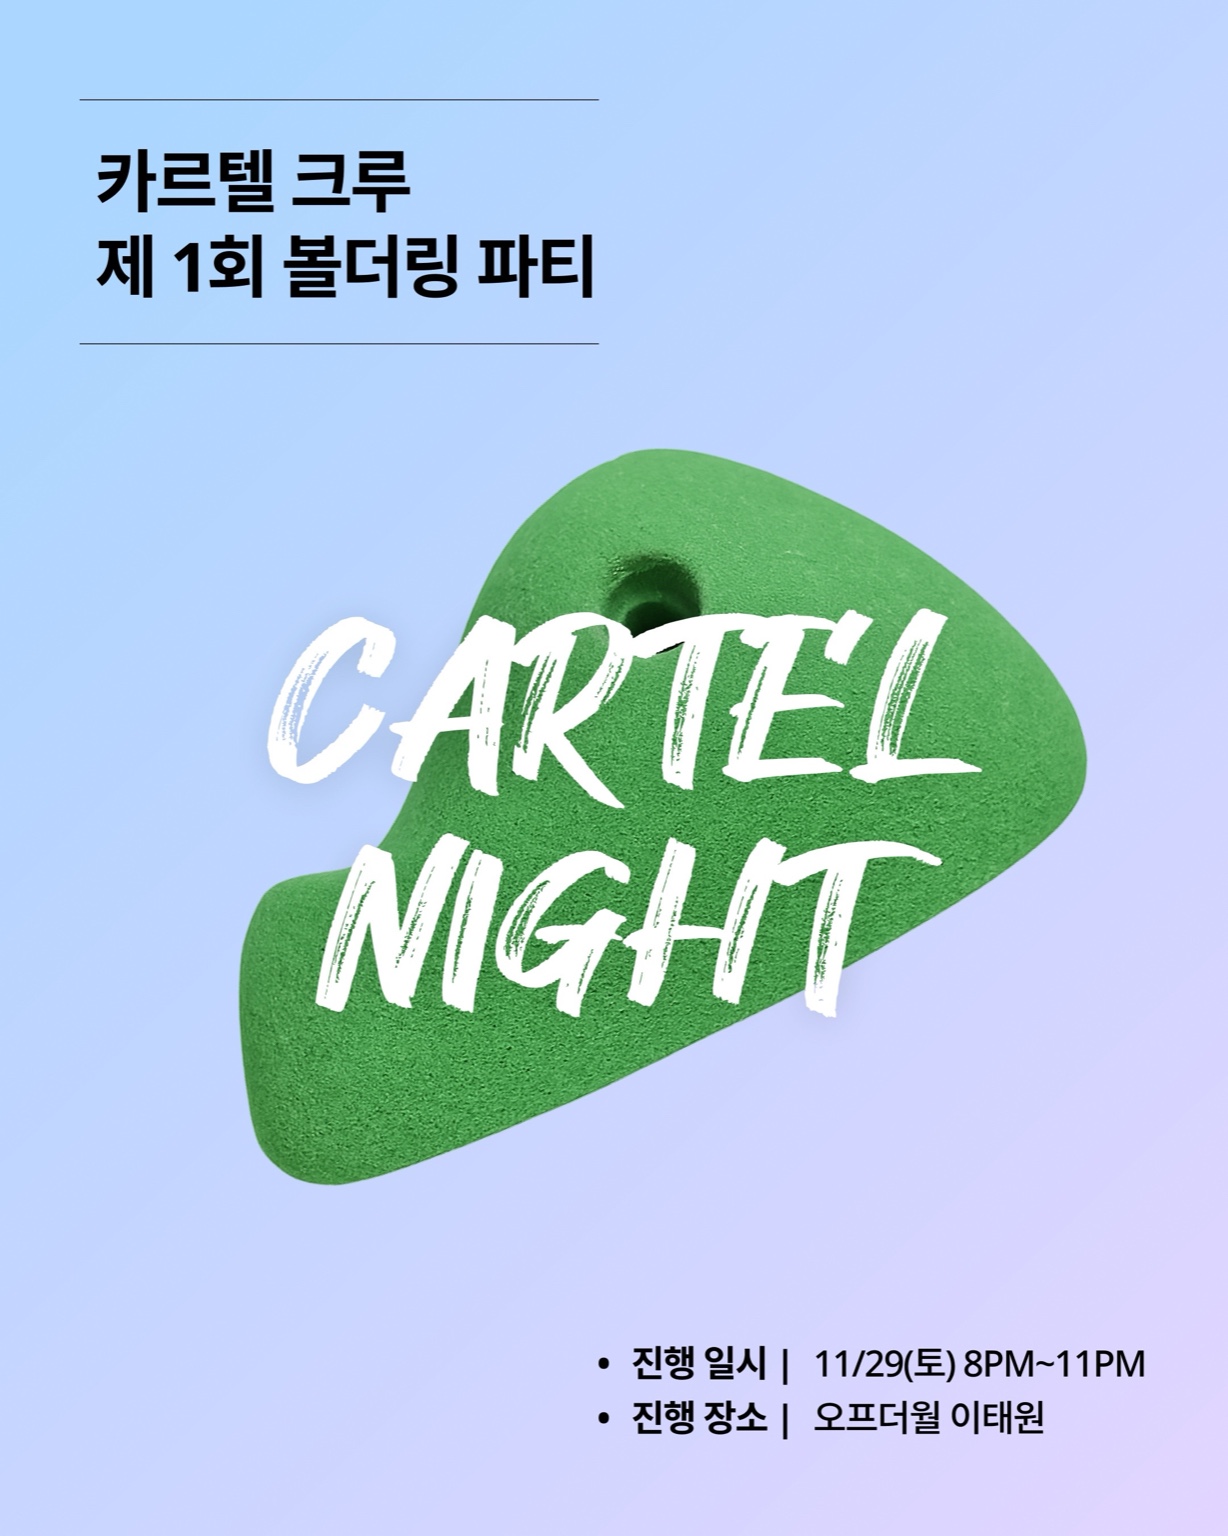 카르텔 크루
제 1회 볼더링 파티
CARTEL
NIGHT
• 진행 일시 | 11/29(토) 8PM~11PM
• 진행 장소 | 오프더월 이태원